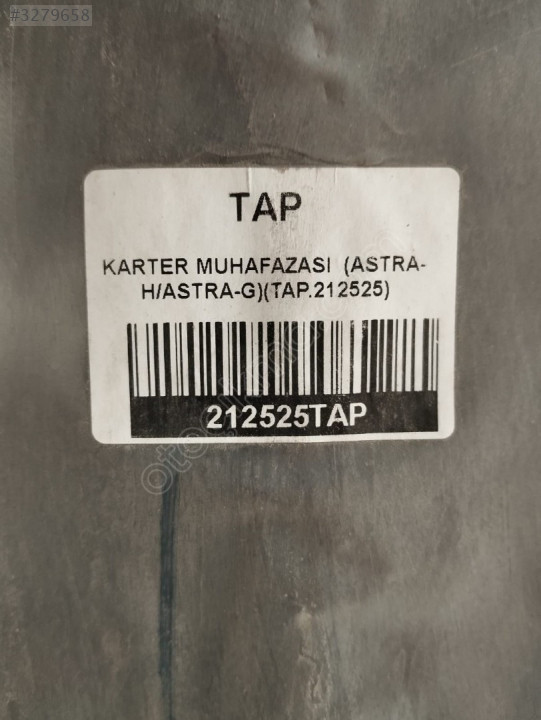 #3279658
TAP
KARTER MUHAFAZASI (ASTRA-
H/ASTRA-G)(TAP.212525)
212525TAP